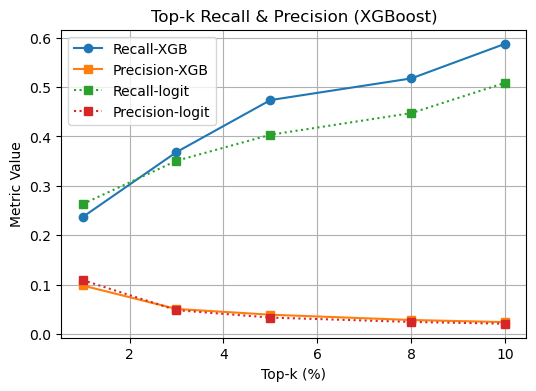 Top-k Recall & Precision (XGBoost)
Recall-XGB
Precision-XGB
Recall-logit
Precision-logit
Metric Value
0.6
0.5
0.4
0.3
0.2
0.1
0.0
2 4 6 8 10
Top-k (%)